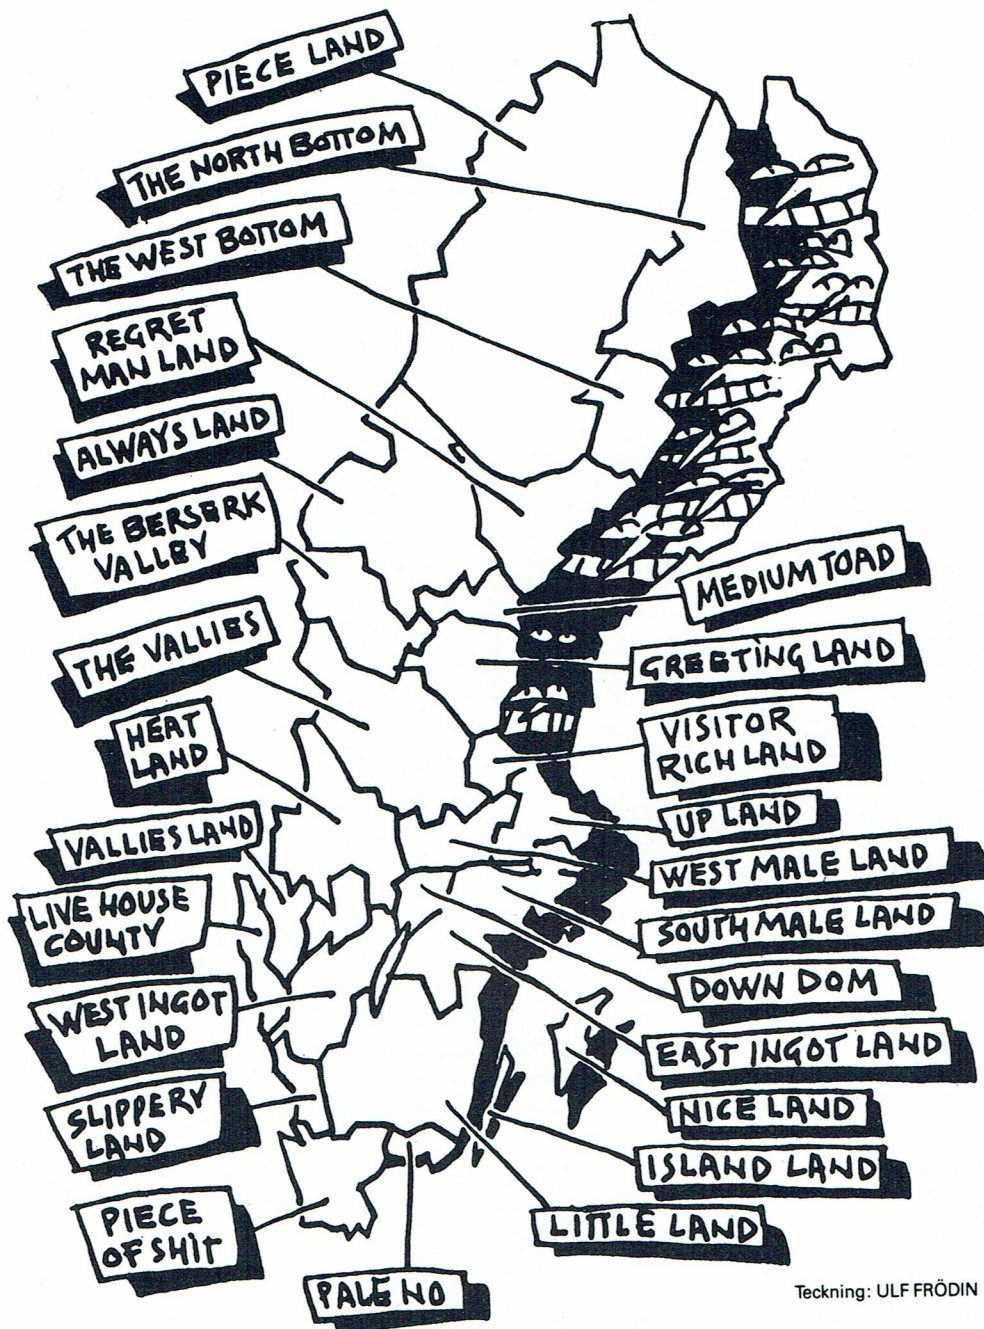 PIECE LAND
THE NORTH BOTTOM
THE WEST BOTTOM
REGRET
MAN LAND
ALWAYS LAND
THE BERSERK
VALLEY
THE VALLIES
HEAT
LAND
VALLIES LAND
LIVE HOUSE
COUNTY
WEST INGOT
LAND
SLIPPERY
LAND
PIECE
OF SHIT
PALE NO
MEDIUM TOAD
GREETING LAND
VISITOR
RICH LAND
UP LAND
WEST MALE LAND
SOUTH MALE LAND
DOWN DOM
EAST INGOT LAND
NICE LAND
ISLAND LAND
LITTLE LAND
Teckning: ULF FRÖDIN